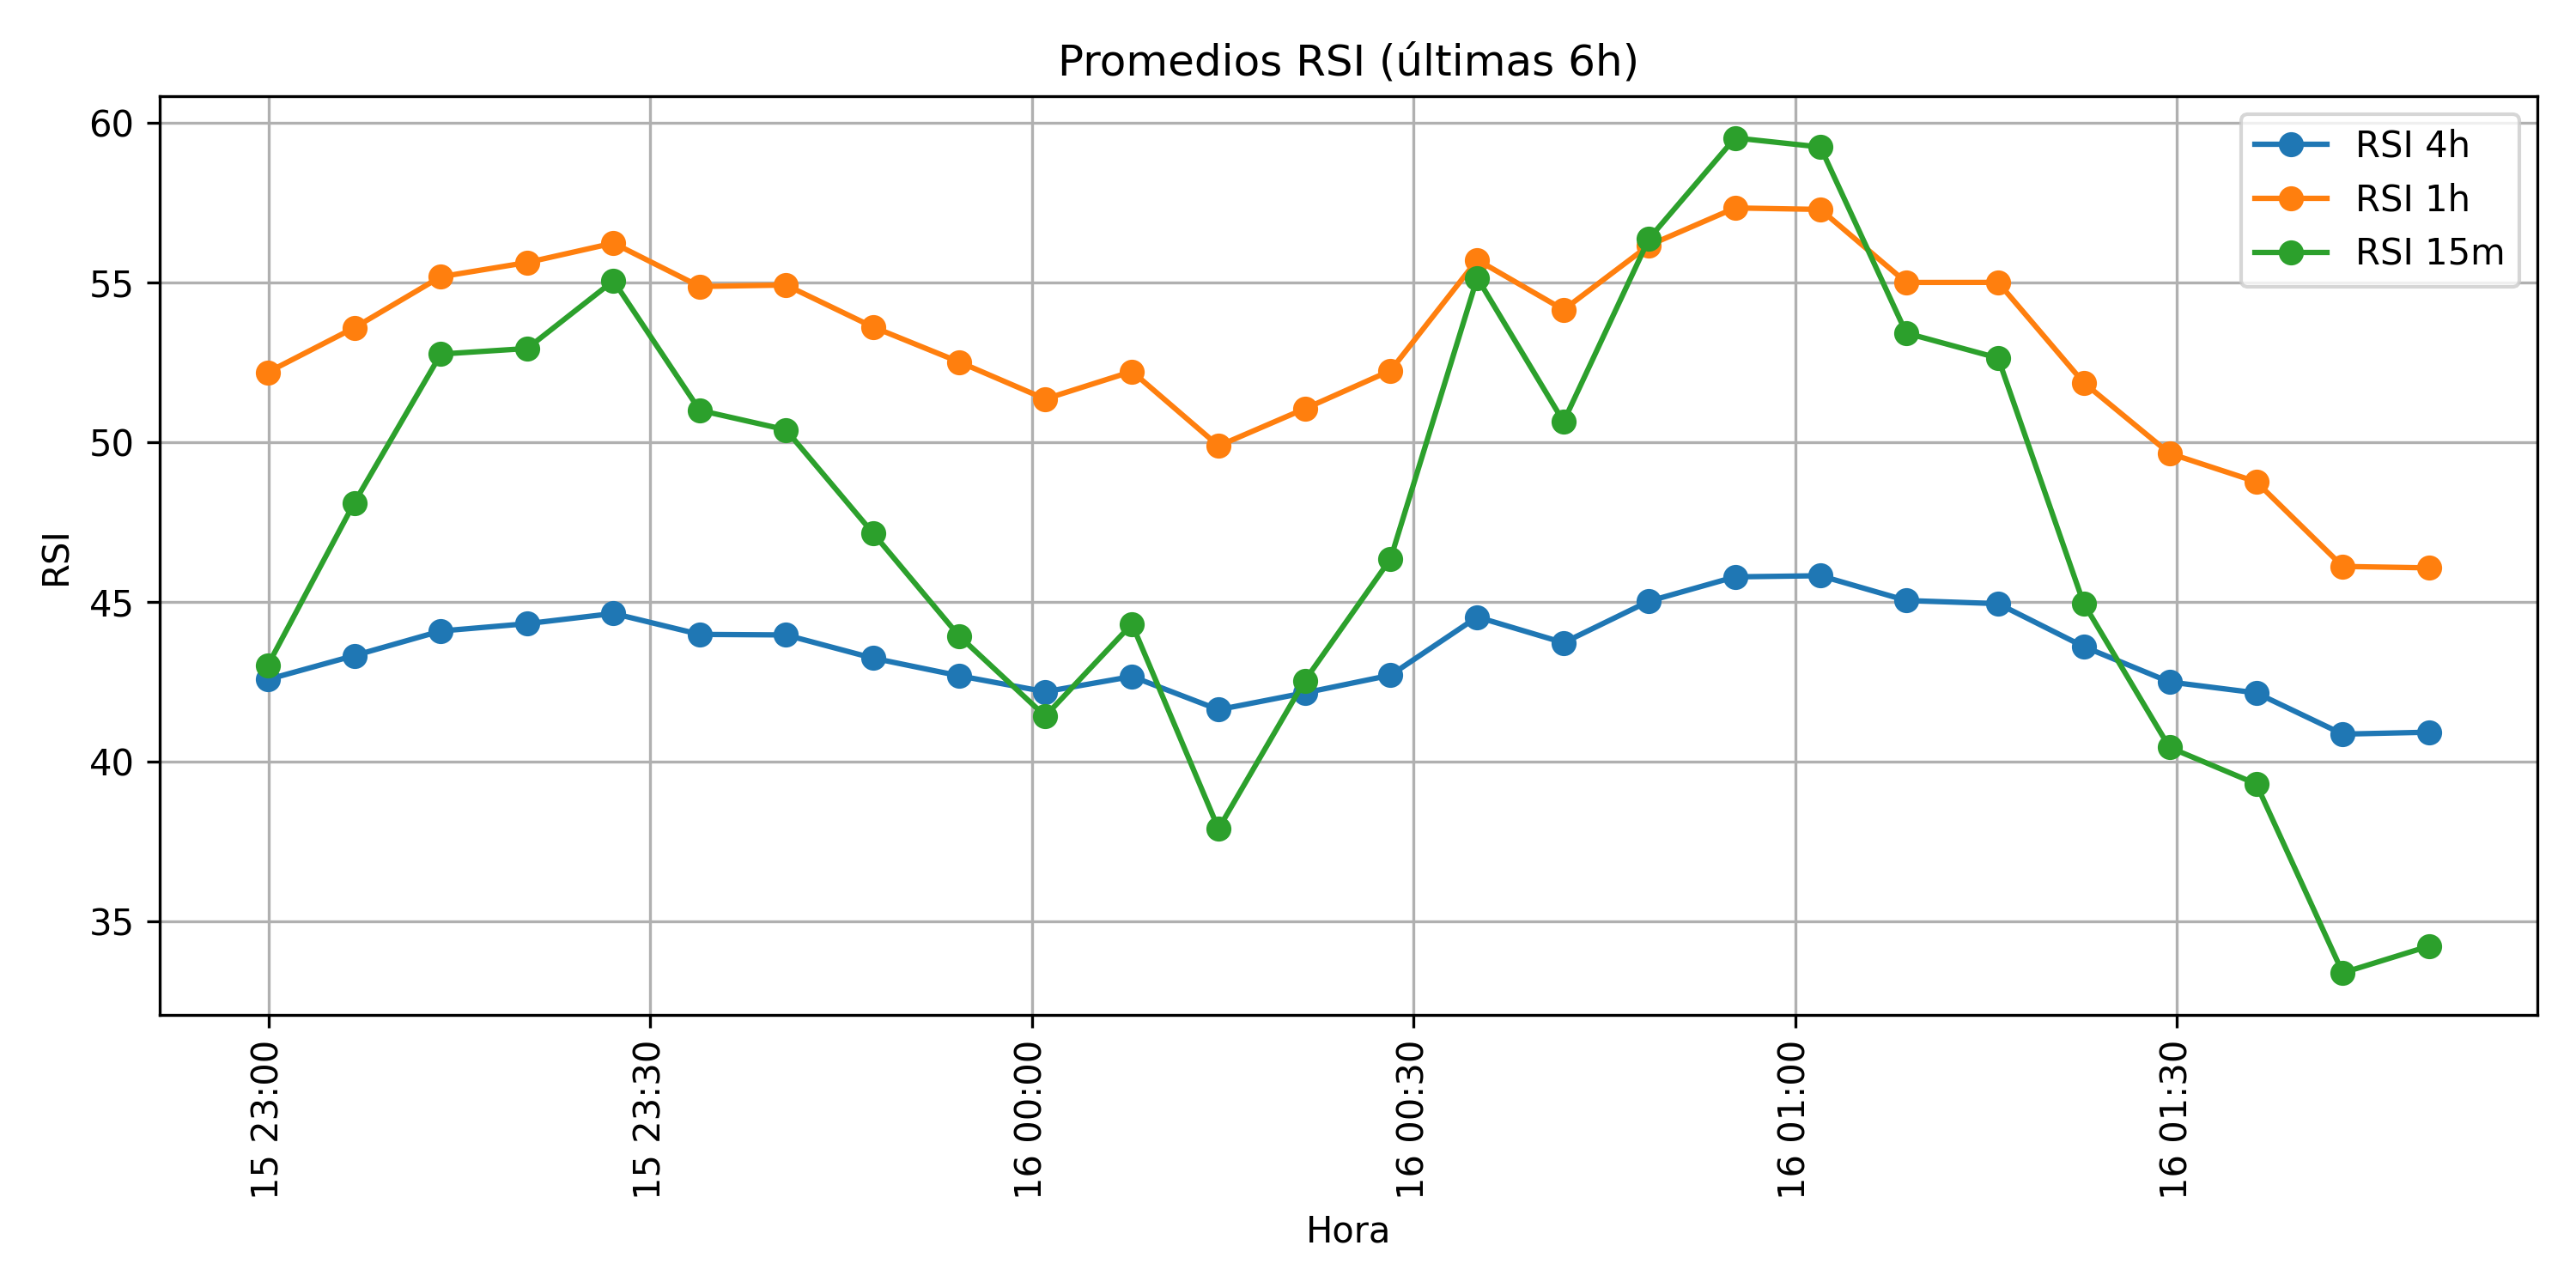 Promedios RSI (últimas 6h)
RSI 4h
RSI 1h
RSI 15m
RSI
60
55
50
45
40
35
15 23:00
15 23:30
16 00:00
16 00:30
16 01:00
16 01:30
Hora